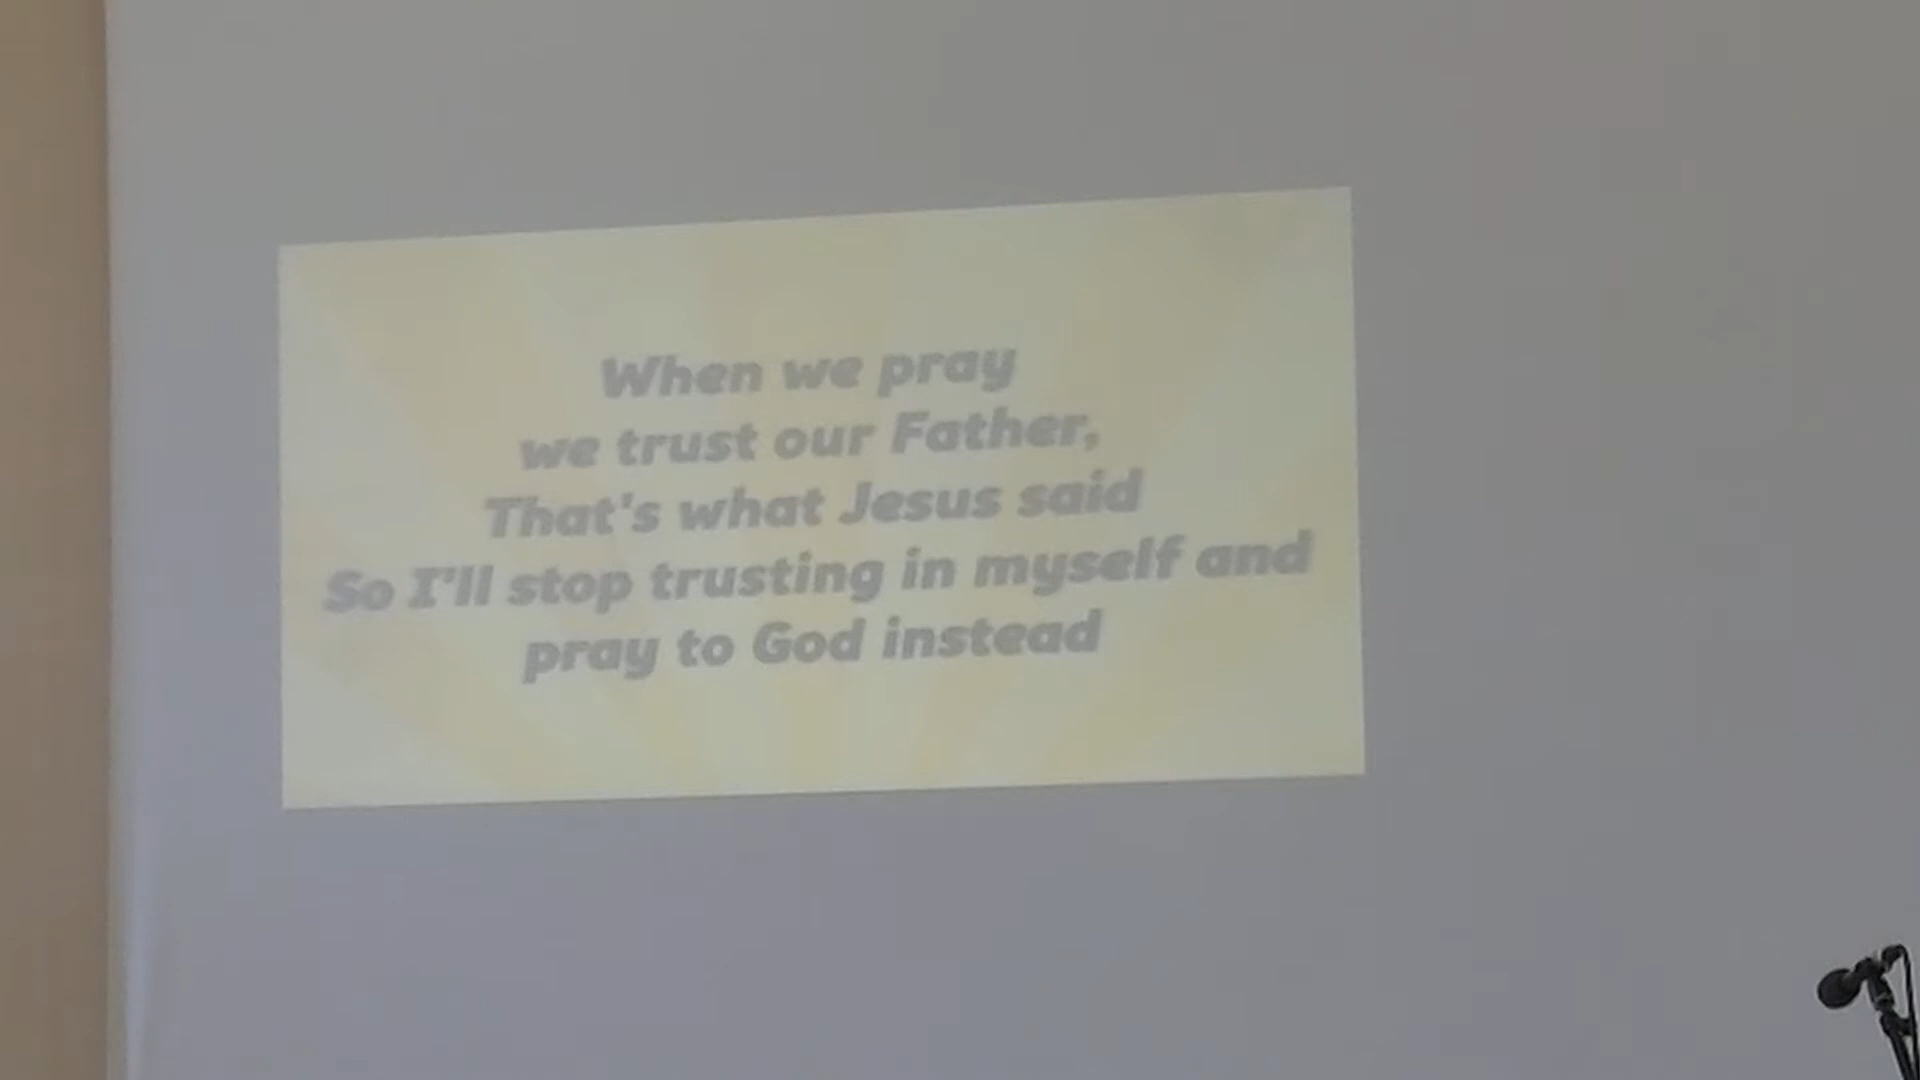 When we pray
we trust our Father,
That's what Jesus said
So I'll stop trusting in myself and
pray to God instead